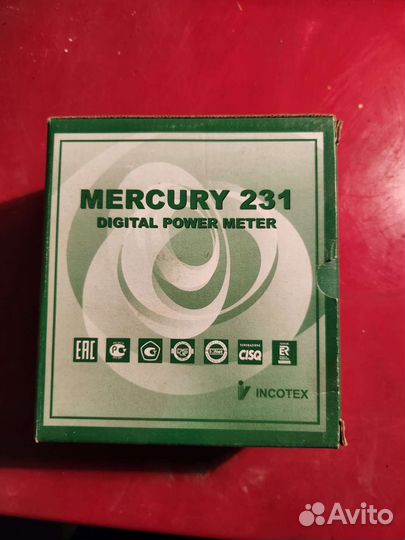 MERCURY 231
DIGITAL POWER METER
EAC
CISQ
INCOTEX
Avito